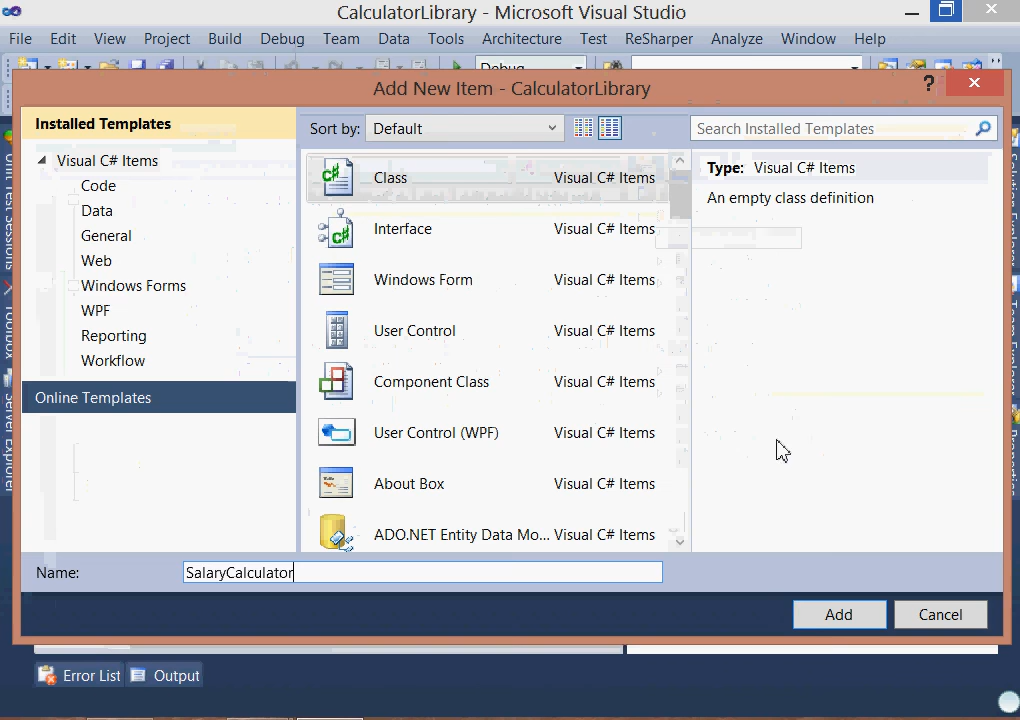 CalculatorLibrary - Microsoft Visual Studio
File Edit View Project Build Debug Team Data Tools Architecture Test ReSharper Analyze Window Help
Debug
Add New Item - CalculatorLibrary
Installed Templates
Sort by: Default
Search Installed Templates
Visual C# Items
Code
Data
General
Web
Windows Forms
WPF
Reporting
Workflow
Online Templates
Class Visual C# Items
Interface Visual C# Items
Windows Form Visual C# Items
User Control Visual C# Items
Component Class Visual C# Items
User Control (WPF) Visual C# Items
About Box Visual C# Items
ADO.NET Entity Data Mo... Visual C# Items
Type: Visual C# Items
An empty class definition
Name: SalaryCalculator
Add Cancel
Error List Output